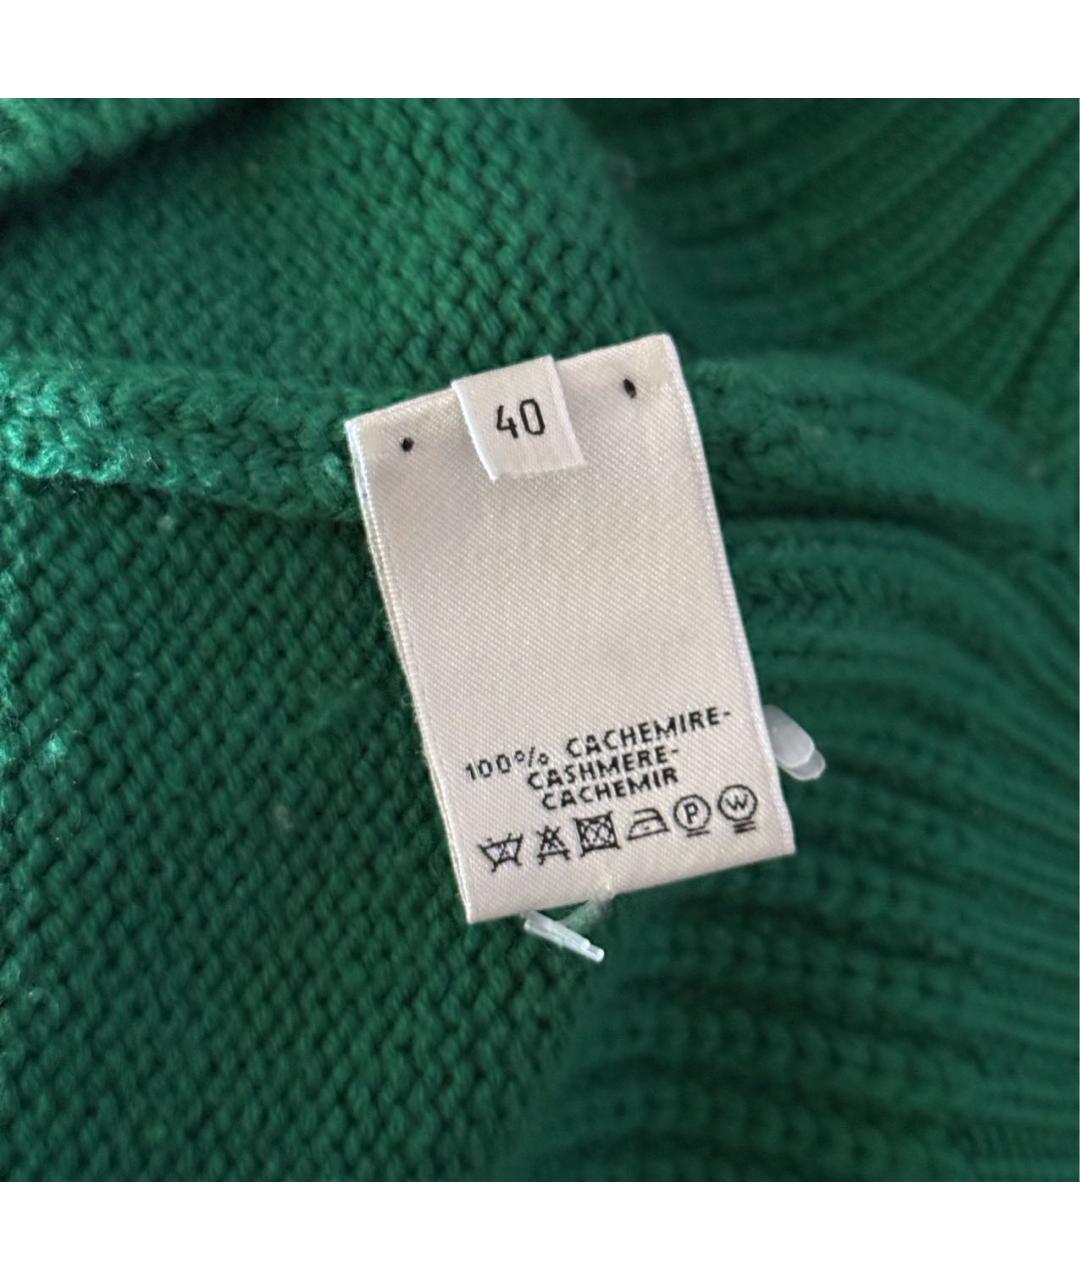 40
100% CACHEMIRE-
CASHMERE-
CACHEMIR
P W